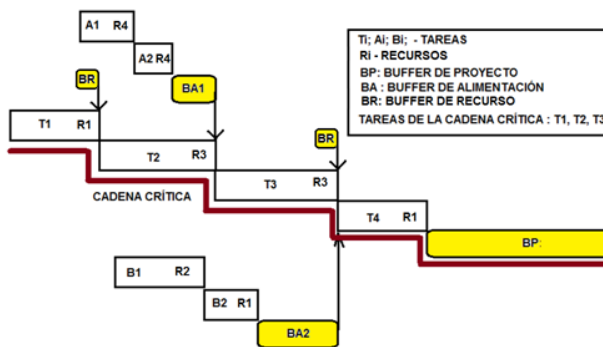 A1 R4
A2 R4
BR
BA1
T1 R1
T2 R3
BR
T3 R3
CADENA CRÍTICA
T4 R1
BP:
B1 R2
B2 R1
BA2
Ti; Ai; Bi; - TAREAS
Ri - RECURSOS
BP: BUFFER DE PROYECTO
BA : BUFFER DE ALIMENTACIÓN
BR: BUFFER DE RECURSO
TAREAS DE LA CADENA CRÍTICA : T1, T2, T3